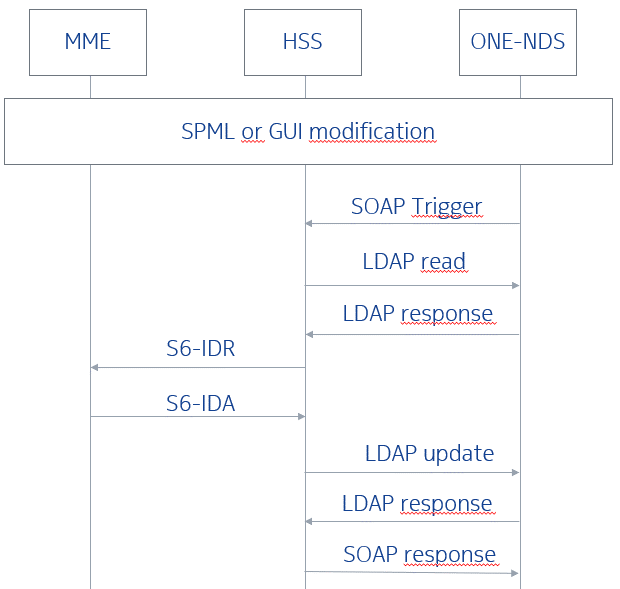 MME
HSS
ONE-NDS
SPML or GUI modification
SOAP Trigger
LDAP read
LDAP response
S6-IDR
S6-IDA
LDAP update
LDAP response
SOAP response